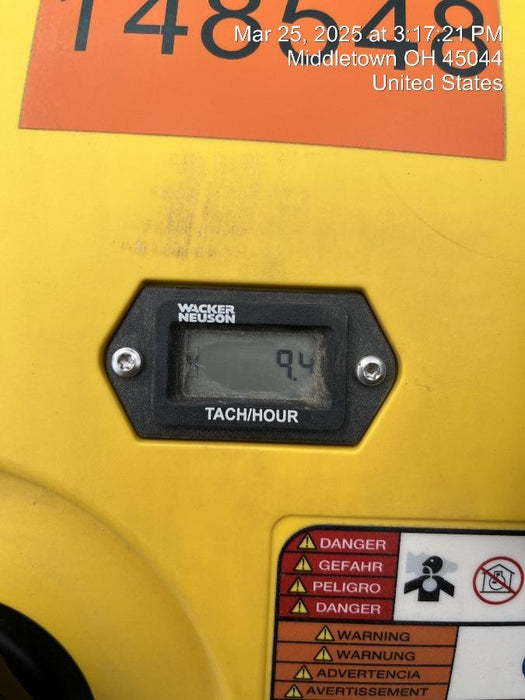 148548
Mar 25, 2025 at 3:17:21 PM
Middletown OH 45044
United States
WACKER
NEUSON
9.4
TACH/HOUR
DANGER
GEFAHR
PELIGRO
DANGER
WARNING
WARNUNG
ADVERTENCIA
AVERTISSEMENT